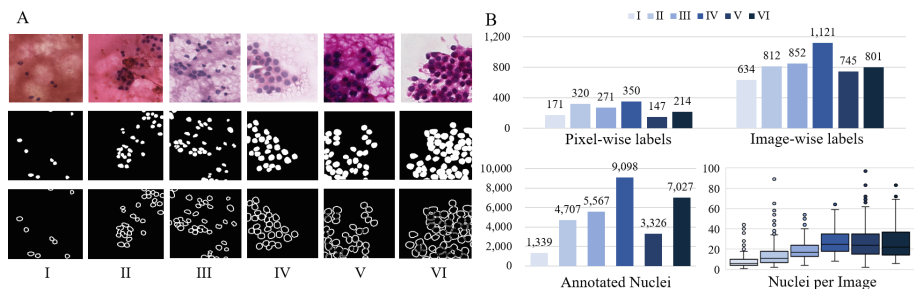 A
I II III IV V VI
B
I II III IV V VI
1,200
800
400
0
171 320 271 350 147 214
Pixel-wise labels
634 812 852 1,121 745 801
Image-wise labels
10,000
8,000
6,000
4,000
2,000
0
1,339 4,707 5,567 9,098 3,326 7,027
Annotated Nuclei
100
80
60
40
20
0
Nuclei per Image